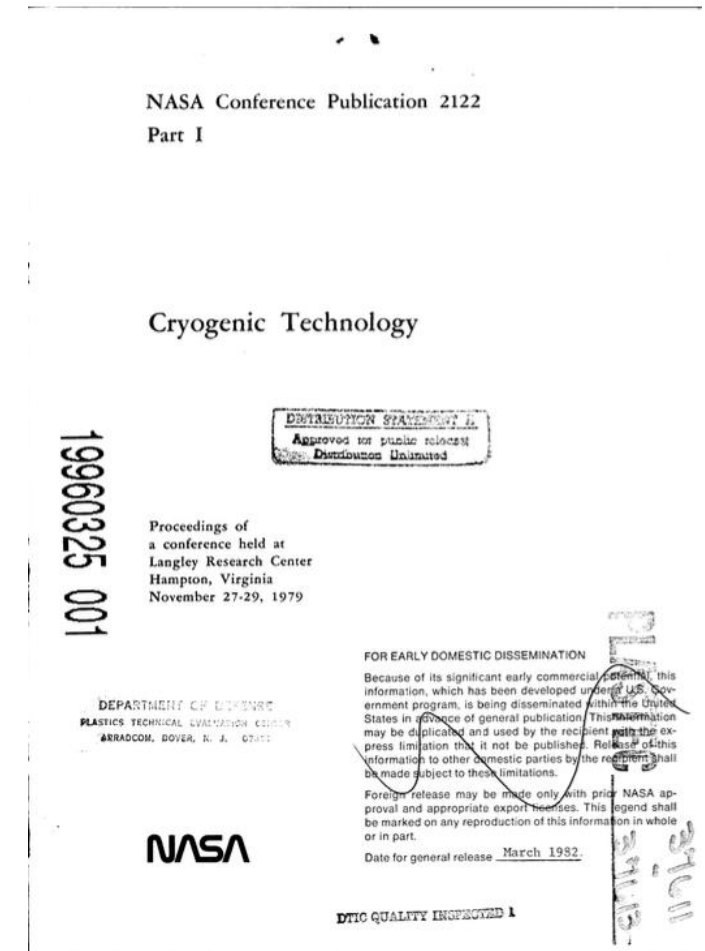 NASA Conference Publication 2122
Part I
Cryogenic Technology
DISTRIBUTION STATEMENT A
Approved for public release;
Distribution Unlimited
19960325 001
Proceedings of
a conference held at
Langley Research Center
Hampton, Virginia
November 27-29, 1979
DEPARTMENT OF DEFENSE
PLASTICS TECHNICAL EVALUATION CENTER
ARRADCOM, DOVER, N. J.
FOR EARLY DOMESTIC DISSEMINATION
Because of its significant early commercial potential, this
information, which has been developed under a U.S. Gov-
ernment program, is being disseminated within the United
States in advance of general publication. This information
may be duplicated and used by the recipient with the ex-
press limitation that it not be published. Release of this
information to other domestic parties by the recipient shall
be made subject to these limitations.
Foreign release may be made only with prior NASA ap-
proval and appropriate export licenses. This legend shall
be marked on any reproduction of this information in whole
or in part.
Date for general release March 1982.
PLASTEC
NASA
DTIC QUALITY INSPECTED 1